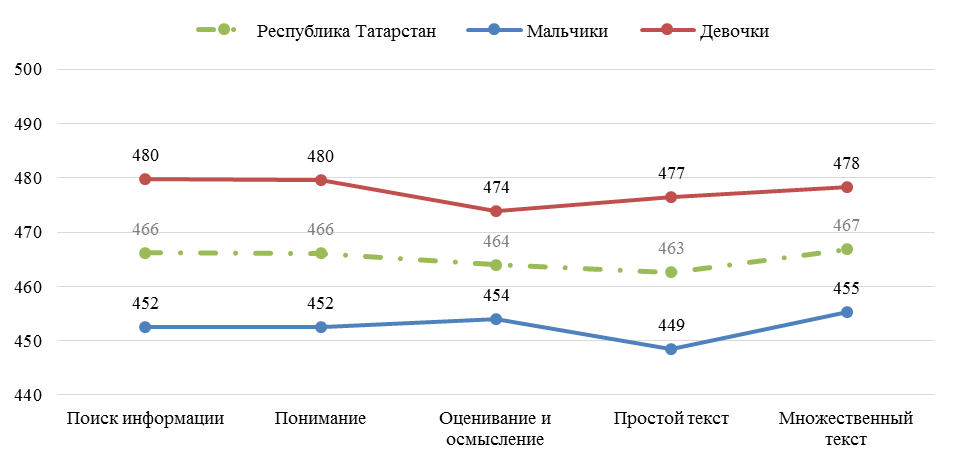 Республика Татарстан Мальчики Девочки
500
490
480
470
460
450
440
480 480 474 477 478
466 466 464 463 467
452 452 454 449 455
Поиск информации Понимание Оценивание и Простой текст Множественный
осмысление текст